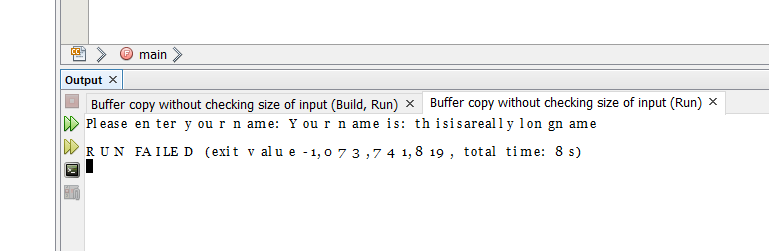 main
Output
Buffer copy without checking size of input (Build, Run)
Buffer copy without checking size of input (Run)
Please enter your name: Your name is: thisisareallylongname
RUN FAILED (exit value -1,073,741,819, total time: 8s)